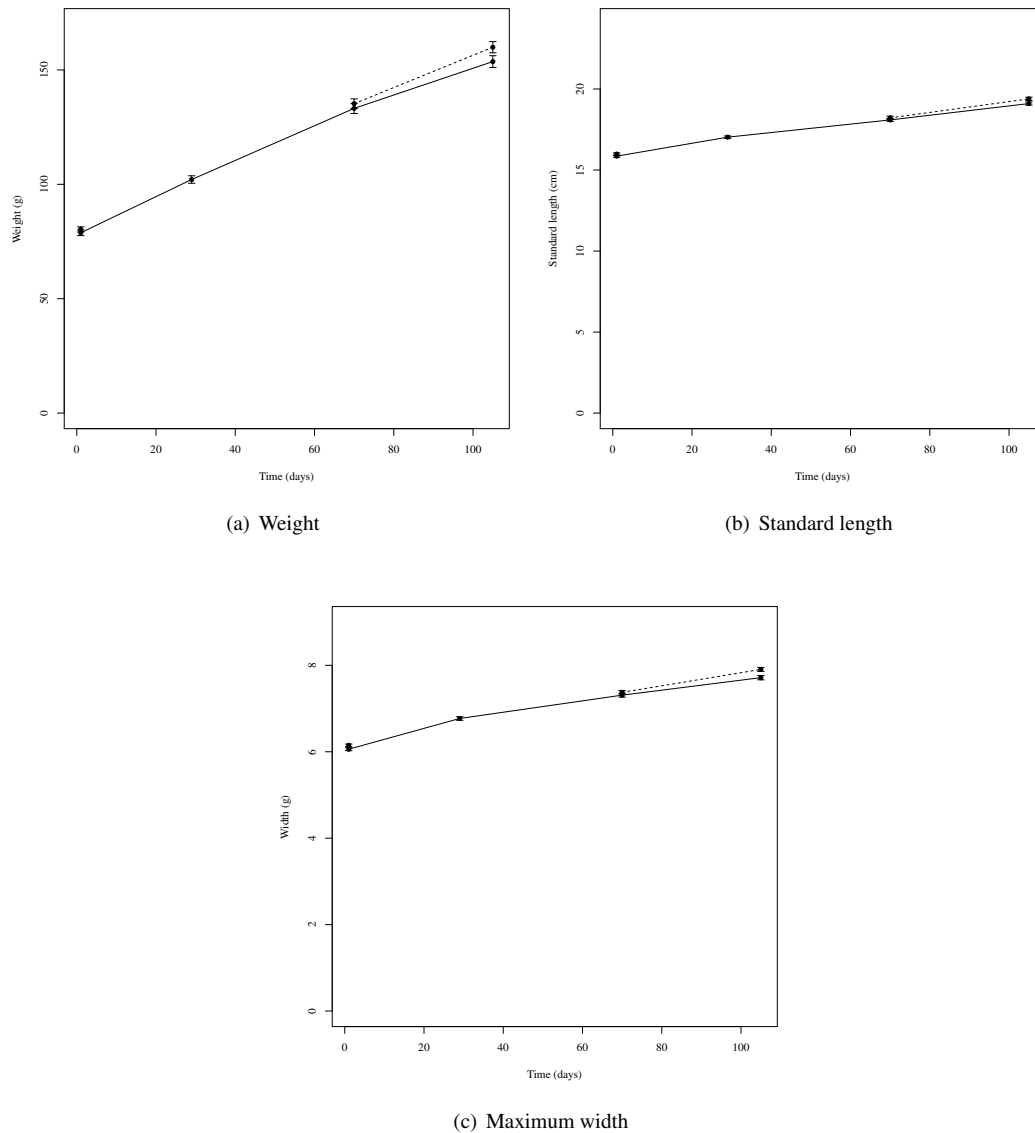 150
100
50
0
Weight (g)
0 20 40 60 80 100
Time (days)
(a) Weight
20
15
10
5
0
Standard length (cm)
0 20 40 60 80 100
Time (days)
(b) Standard length
8
6
4
2
0
Width (g)
0 20 40 60 80 100
Time (days)
(c) Maximum width